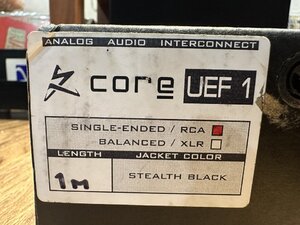 ANALOG AUDIO INTERCONNECT
core UEF 1
SINGLE-ENDED / RCA
BALANCED / XLR
LENGTH JACKET COLOR
1m STEALTH BLACK